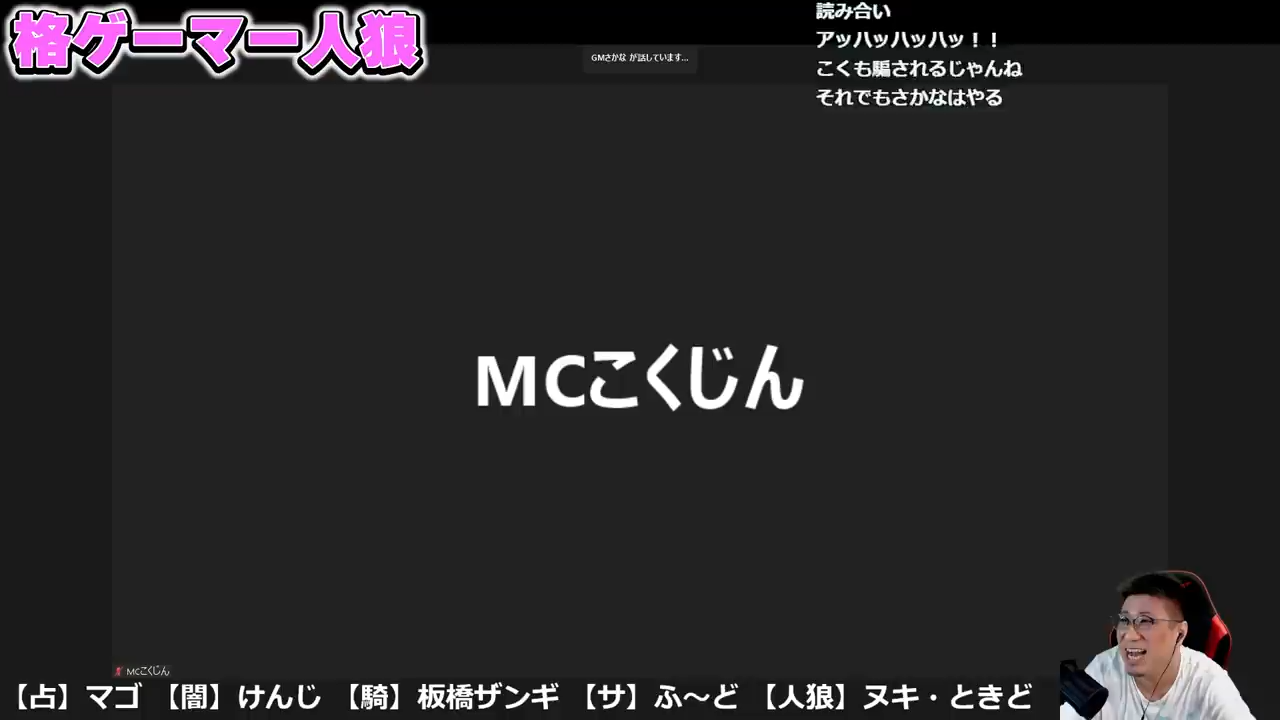 格ゲーマー人狼
GMさかな が話しています...
読み合い
アッハッハッハッ！！
こくも騙されるじゃんね
それでもさかなはやる
MCこくじん
MCこくじん
【占】マゴ 【闇】けんじ 【騎】板橋ザンギ 【サ】ふ～ど 【人狼】ヌキ・ときど